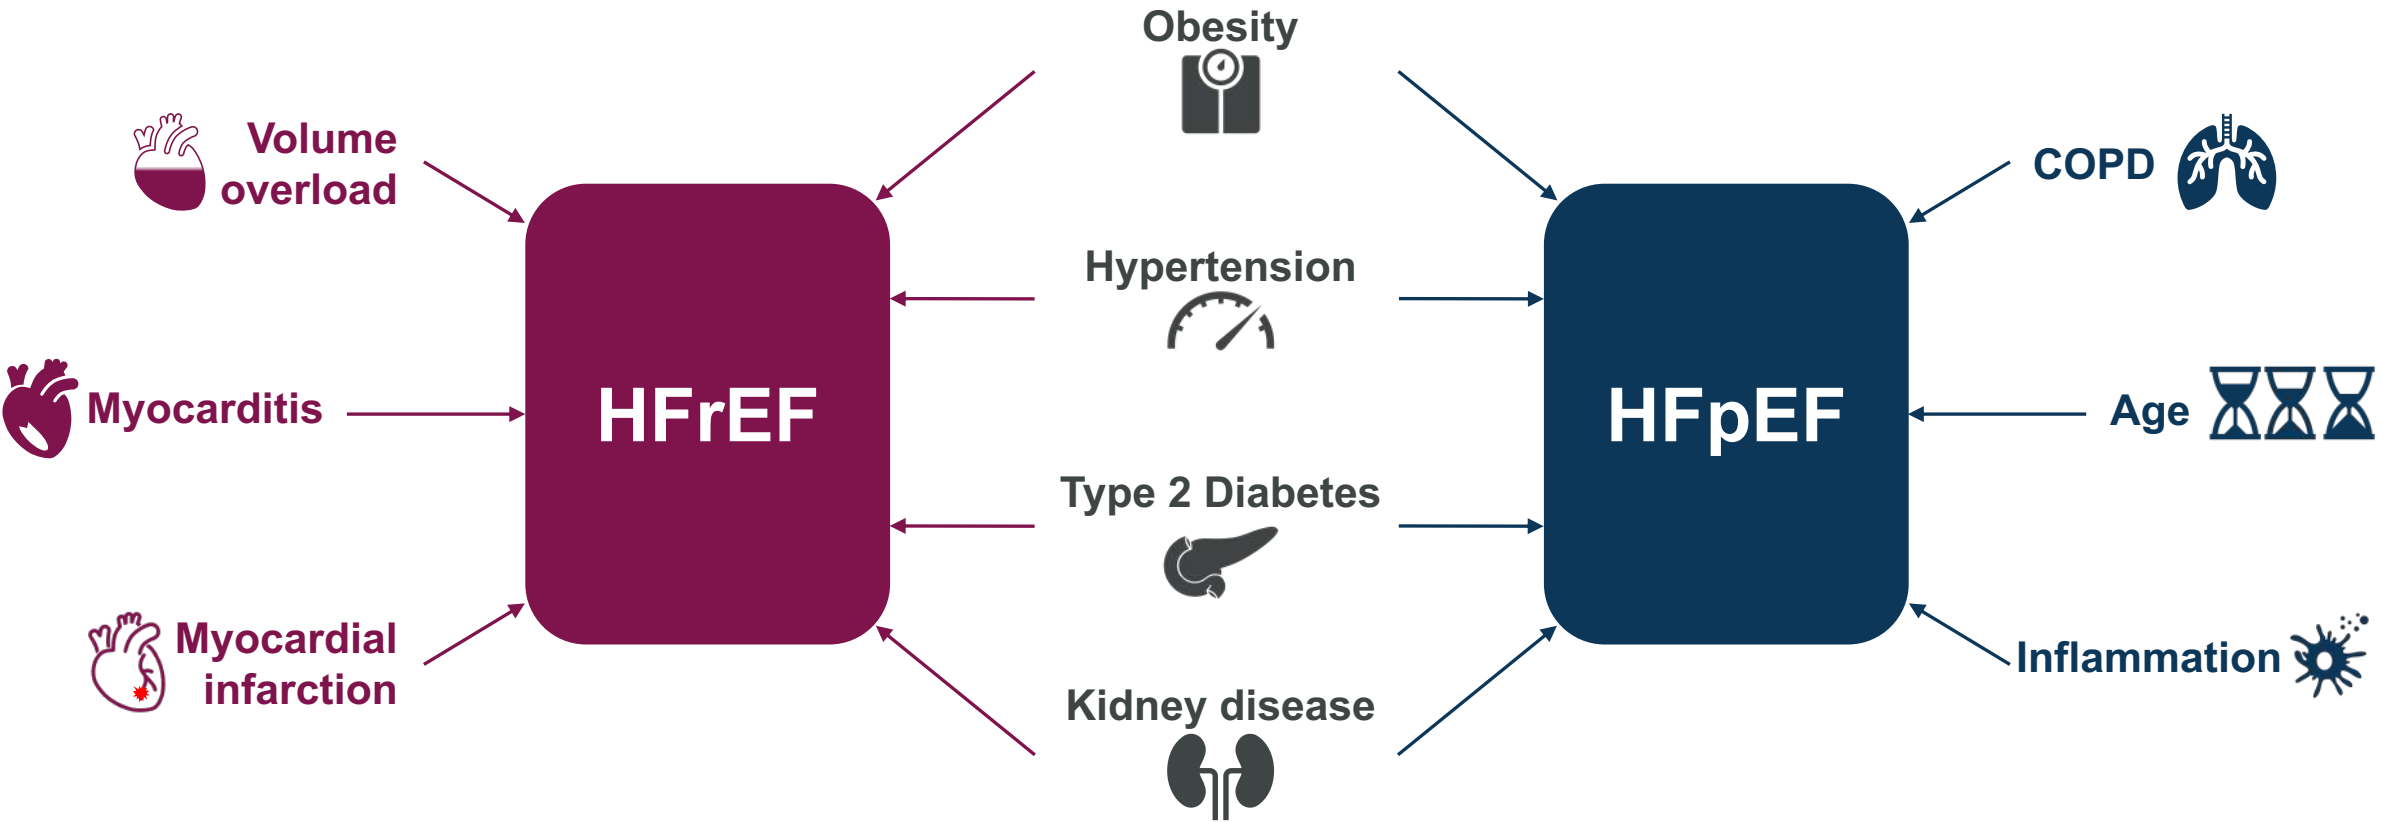 Obesity
Volume
overload
COPD
Hypertension
HFrEF
HFpEF
Myocarditis
Age
Type 2 Diabetes
Myocardial
infarction
Inflammation
Kidney disease